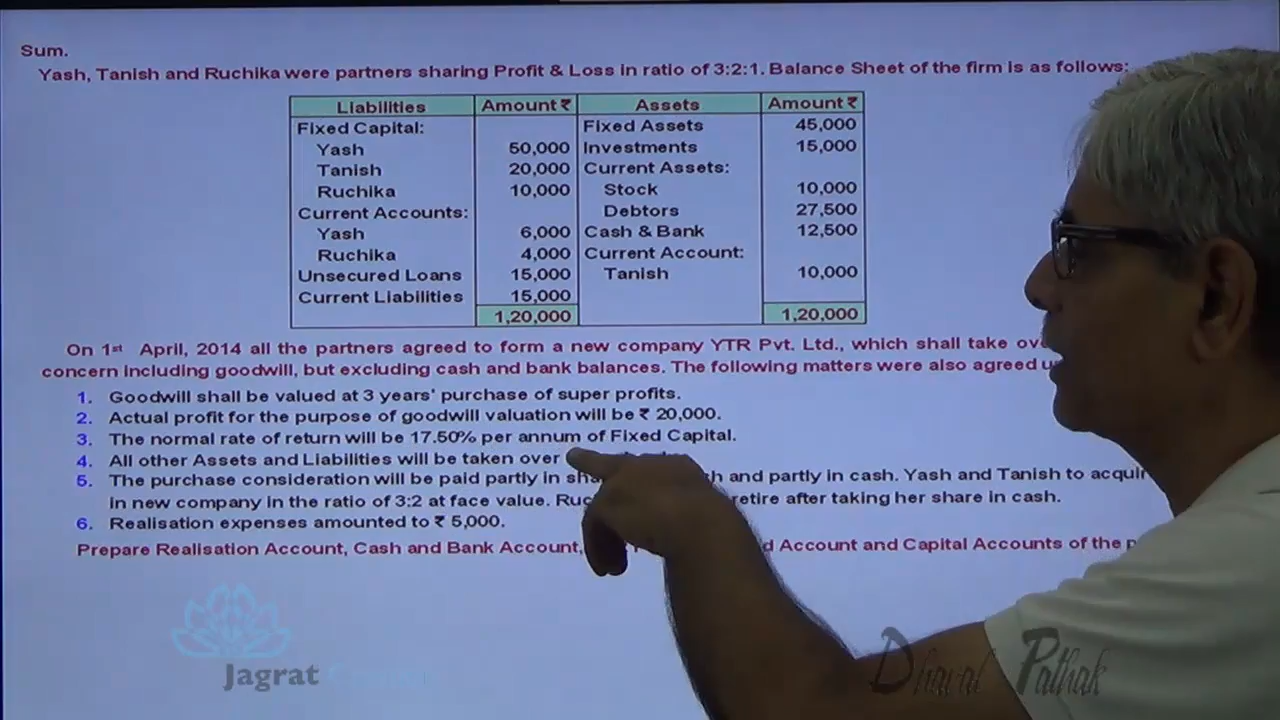 Sum.
Yash, Tanish and Ruchika were partners sharing Profit & Loss in ratio of 3:2:1. Balance Sheet of the firm is as follows:
Liabilities Amount ₹ Assets Amount ₹
Fixed Capital: Fixed Assets 45,000
Yash 50,000 Investments 15,000
Tanish 20,000 Current Assets:
Ruchika 10,000 Stock 10,000
Current Accounts: Debtors 27,500
Yash 6,000 Cash & Bank 12,500
Ruchika 4,000 Current Account:
Unsecured Loans 15,000 Tanish 10,000
Current Liabilities 15,000
1,20,000 1,20,000
On 1st April, 2014 all the partners agreed to form a new company YTR Pvt. Ltd., which shall take
concern including goodwill, but excluding cash and bank balances. The following matters were also agreed
1. Goodwill shall be valued at 3 years' purchase of super profits.
2. Actual profit for the purpose of goodwill valuation will be ₹ 20,000.
3. The normal rate of return will be 17.50% per annum of Fixed Capital.
4. All other Assets and Liabilities will be taken over
5. The purchase consideration will be paid partly in and partly in cash. Yash and Tanish to
in new company in the ratio of 3:2 at face value. retire after taking her share in cash.
6. Realisation expenses amounted to ₹ 5,000.
Prepare Realisation Account, Cash and Bank Account, Account and Capital Accounts of the
Jagrat
Dhaval Pathak